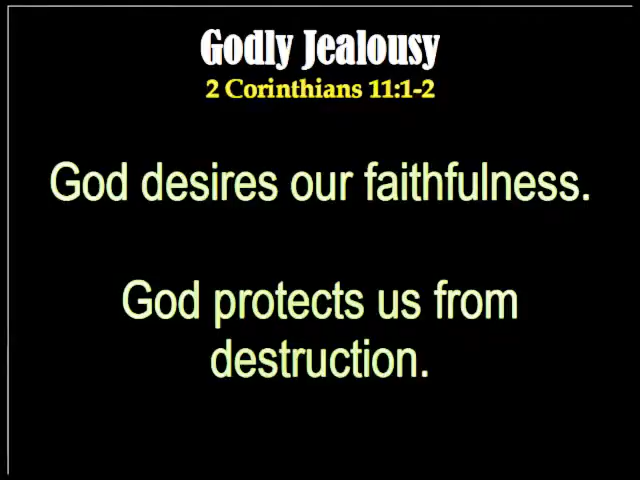 Godly Jealousy
2 Corinthians 11:1-2
God desires our faithfulness.
God protects us from
destruction.